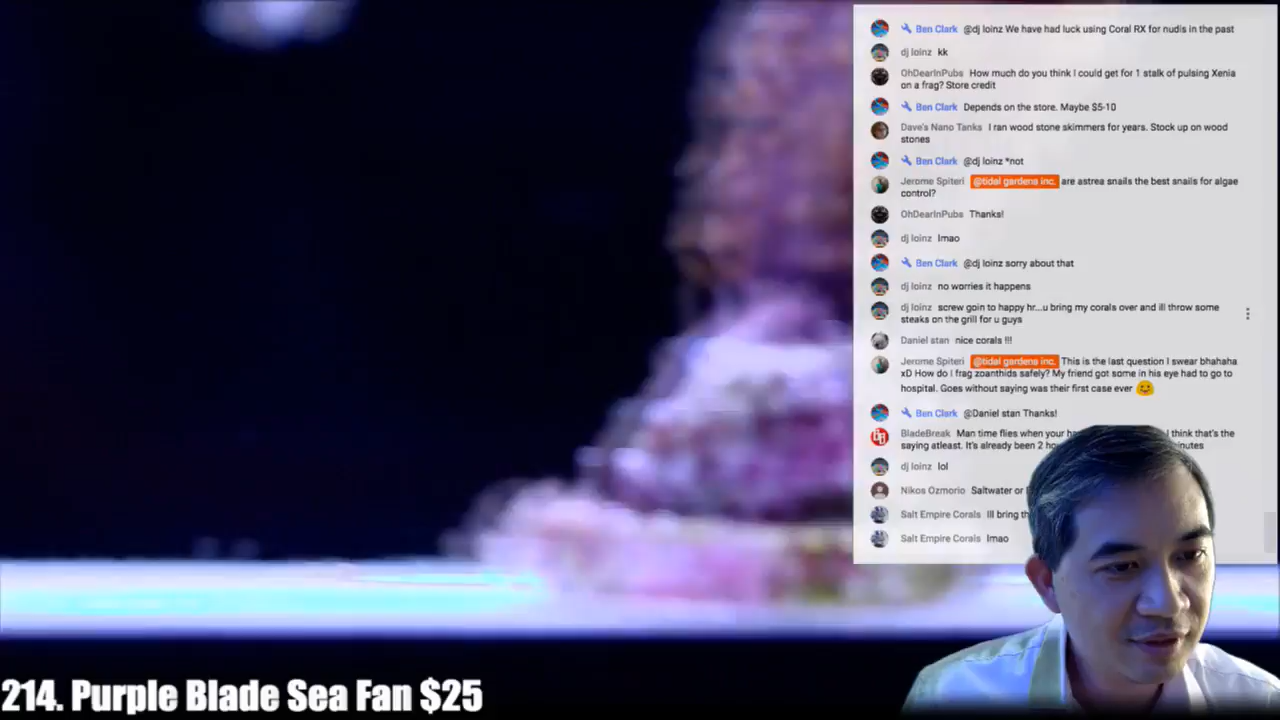 Ben Clark @dj loinz We have had luck using Coral RX for nudis in the past
dj loinz kk
OhDearInPubs How much do you think I could get for 1 stalk of pulsing Xenia
on a frag? Store credit
Ben Clark Depends on the store. Maybe $5-10
Dave's Nano Tanks I ran wood stone skimmers for years. Stock up on wood
stones
Ben Clark @dj loinz *not
Jerome Spiteri @tidal gardens inc. are astrea snails the best snails for algae
control?
OhDearInPubs Thanks!
dj loinz lmao
Ben Clark @dj loinz sorry about that
dj loinz no worries it happens
dj loinz screw goin to happy hr...u bring my corals over and ill throw some
steaks on the grill for u guys
Daniel stan nice corals !!!
Jerome Spiteri @tidal gardens inc. This is the last question I swear bhahaha
xD How do I frag zoanthids safely? My friend got some in his eye had to go to
hospital. Goes without saying was their first case ever
Ben Clark @Daniel stan Thanks!
BladeBreak Man time flies when your I think that's the
saying atleast. It's already been 2
dj loinz lol
Nikos Ozmorio Saltwater or
Salt Empire Corals Ill bring
Salt Empire Corals lmao
214. Purple Blade Sea Fan $25